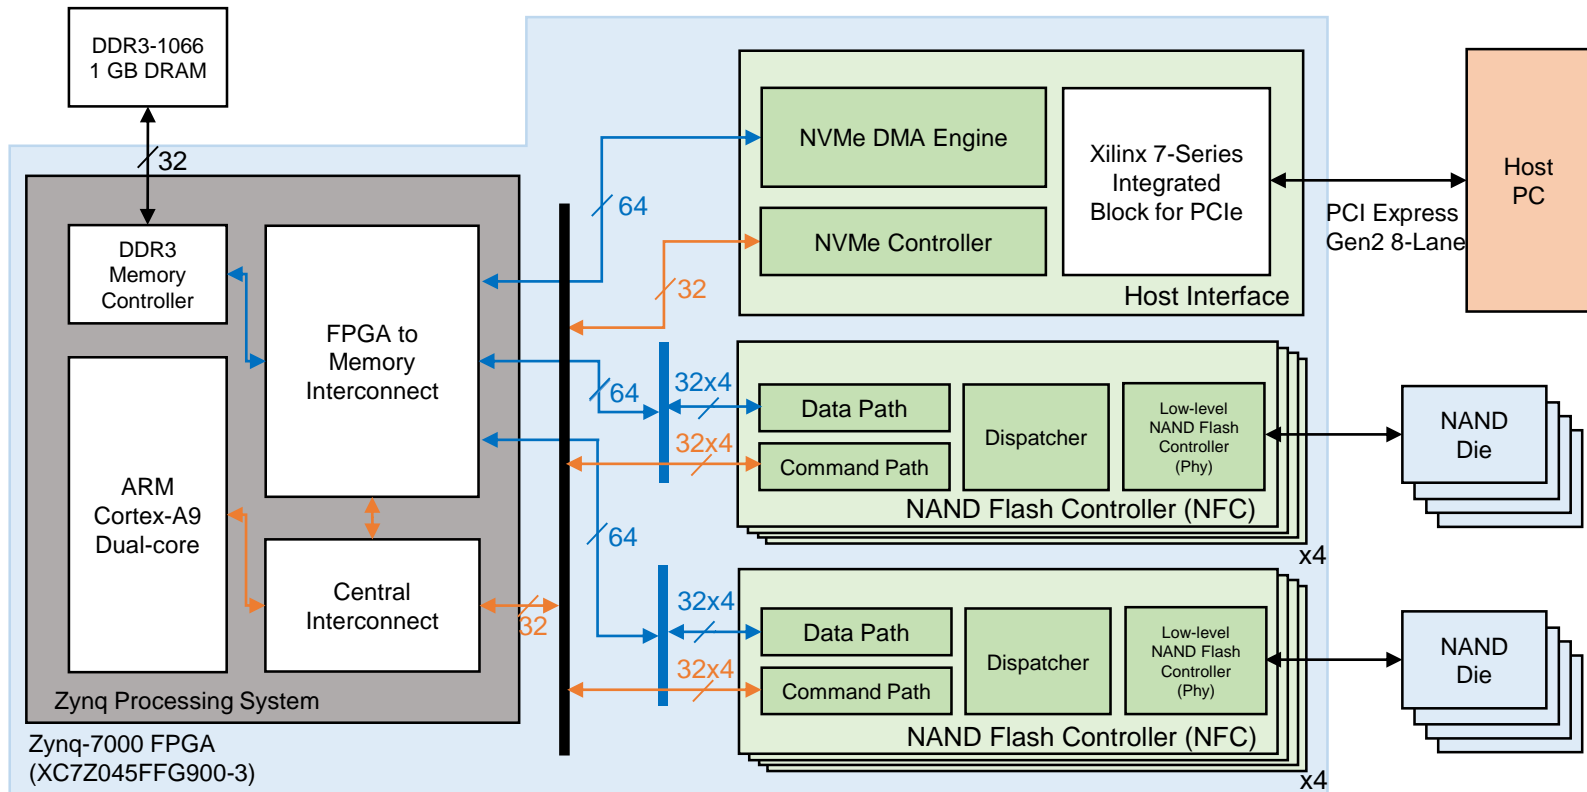 DDR3-1066
1 GB DRAM
32
DDR3
Memory
Controller
FPGA to
Memory
Interconnect
ARM
Cortex-A9
Dual-core
Central
Interconnect
32
Zynq Processing System
Zynq-7000 FPGA
(XC7Z045FFG900-3)
64
32
64
64
NVMe DMA Engine
NVMe Controller
Xilinx 7-Series
Integrated
Block for PCIe
Host Interface
PCI Express
Gen2 8-Lane
Host
PC
32x4
32x4
Data Path
Command Path
Dispatcher
Low-level
NAND Flash
Controller
(Phy)
NAND Flash Controller (NFC)
x4
NAND
Die
32x4
32x4
Data Path
Command Path
Dispatcher
Low-level
NAND Flash
Controller
(Phy)
NAND Flash Controller (NFC)
x4
NAND
Die